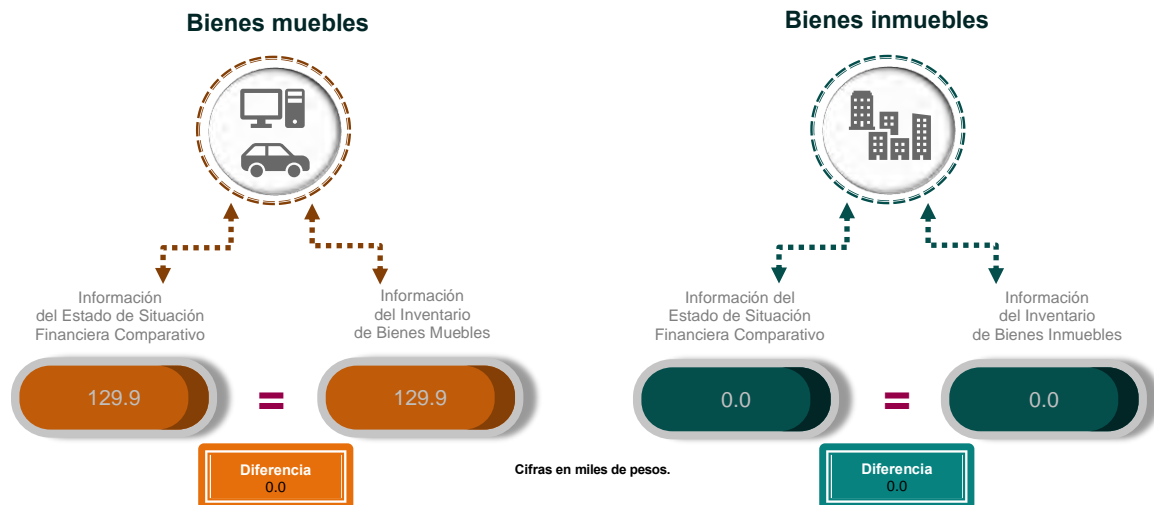 Bienes muebles
Información
del Estado de Situación
Financiera Comparativo
129.9
=
Información
del Inventario
de Bienes Muebles
129.9
Diferencia
0.0
Cifras en miles de pesos.
Bienes inmuebles
Información del
Estado de Situación
Financiera Comparativo
0.0
=
Información
del Inventario
de Bienes Inmuebles
0.0
Diferencia
0.0